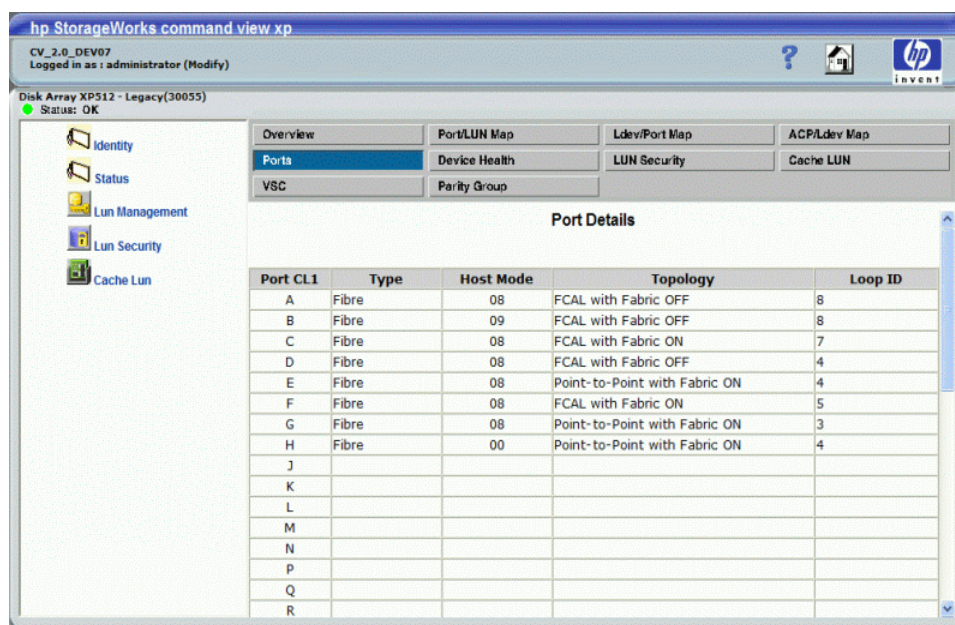 hp StorageWorks command view xp
CV_2.0_DEV07
Logged in as : administrator (Modify)
?
hp
invent
Disk Array XP512 - Legacy(30055)
Status: OK
Identity
Status
Lun Management
Lun Security
Cache Lun
Overview Port/LUN Map Ldev/Port Map ACP/Ldev Map
Ports Device Health LUN Security Cache LUN
VSC Parity Group
Port Details
Port CL1 Type Host Mode Topology Loop ID
A Fibre 08 FCAL with Fabric OFF 8
B Fibre 09 FCAL with Fabric OFF 8
C Fibre 08 FCAL with Fabric ON 7
D Fibre 08 FCAL with Fabric OFF 4
E Fibre 08 Point-to-Point with Fabric ON 4
F Fibre 08 FCAL with Fabric ON 5
G Fibre 08 Point-to-Point with Fabric ON 3
H Fibre 00 Point-to-Point with Fabric ON 4
J
K
L
M
N
P
Q
R